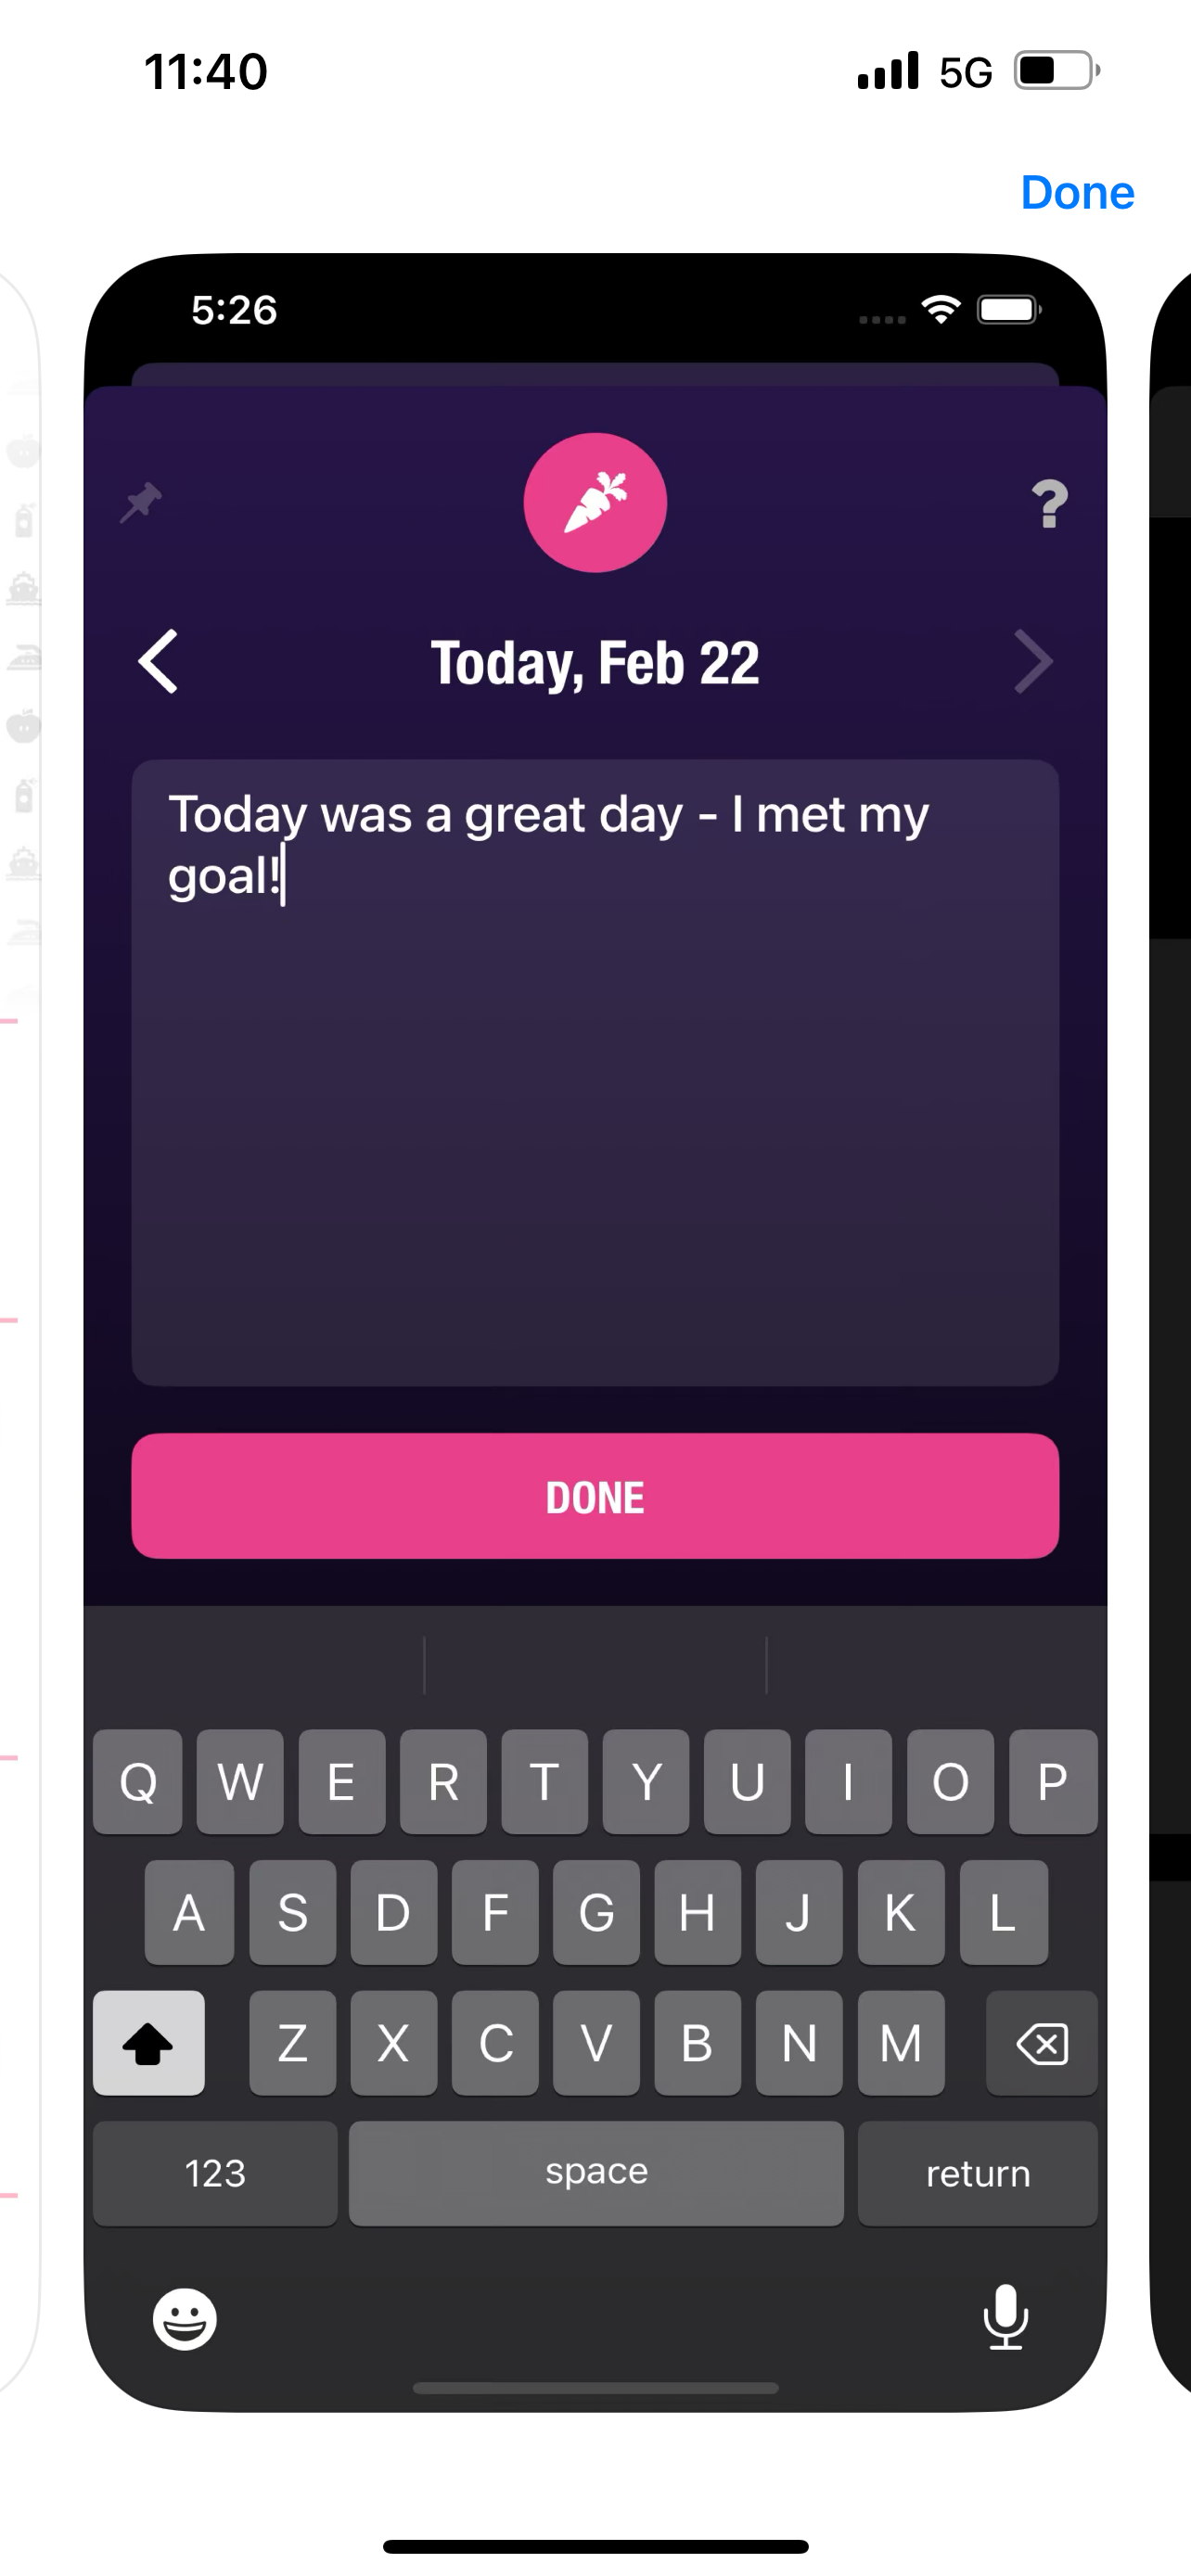 11:40
5G
Done
5:26
?
Today, Feb 22
Today was a great day - I met my
goal!
DONE
Q W E R T Y U I O P
A S D F G H J K L
Z X C V B N M
123 space return